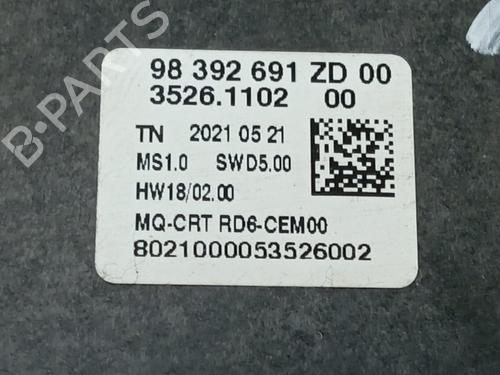 98 392 691 ZD 00
3526.1102 00
TN 2021 05 21
MS1.0 SWD5.00
HW18/02.00
MQ-CRT RD6-CEM00
8021000053526002
B-PARTS